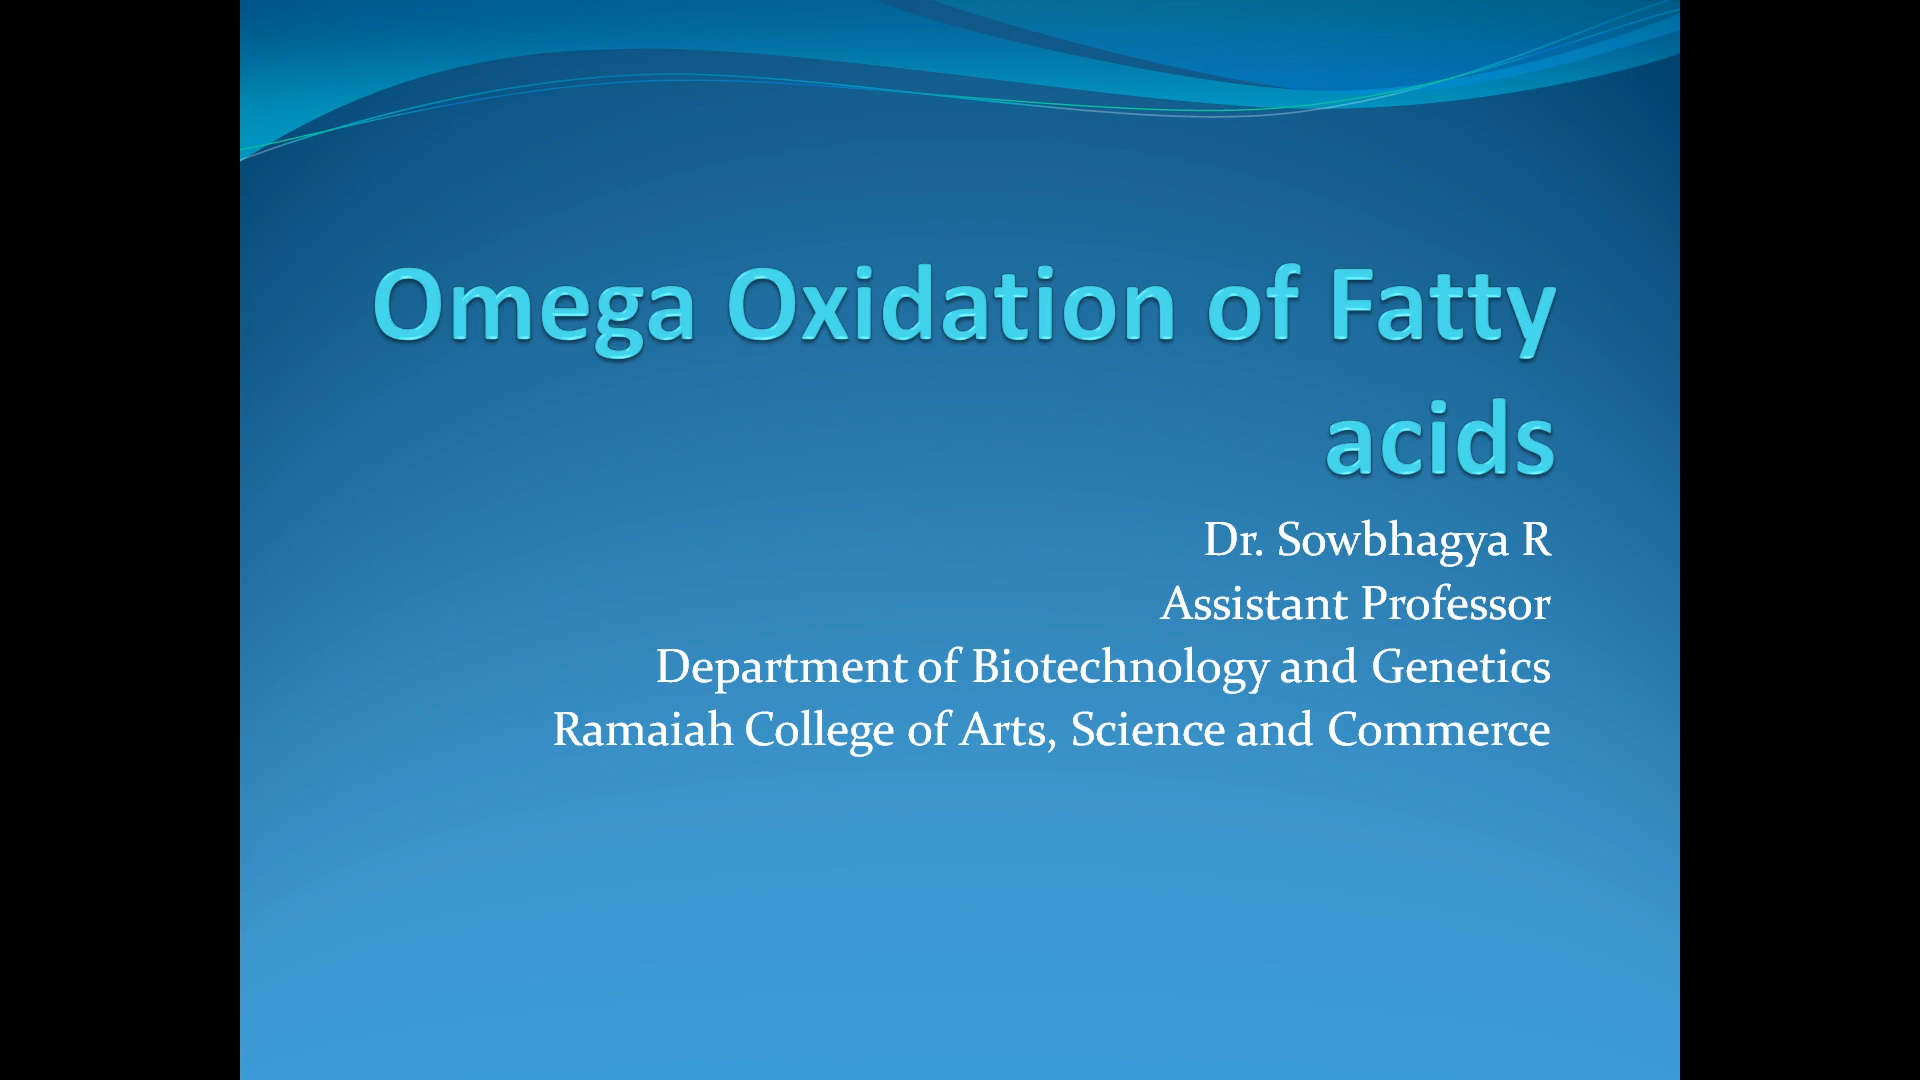 Omega Oxidation of Fatty
acids
Dr. Sowbhagya R
Assistant Professor
Department of Biotechnology and Genetics
Ramaiah College of Arts, Science and Commerce